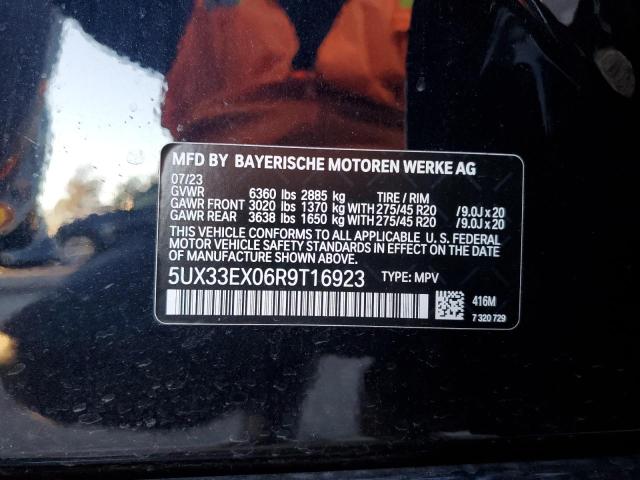 MFD BY BAYERISCHE MOTOREN WERKE AG
07/23
GVWR 6360 lbs 2885 kg TIRE / RIM
GAWR FRONT 3020 lbs 1370 kg WITH 275/45 R20 / 9.0J x 20
GAWR REAR 3638 lbs 1650 kg WITH 275/45 R20 / 9.0J x 20
THIS VEHICLE CONFORMS TO ALL APPLICABLE U. S. FEDERAL
MOTOR VEHICLE SAFETY STANDARDS IN EFFECT ON THE DATE
OF MANUFACTURE SHOWN ABOVE.
5UX33EX06R9T16923 TYPE: MPV
416M
7 320 729